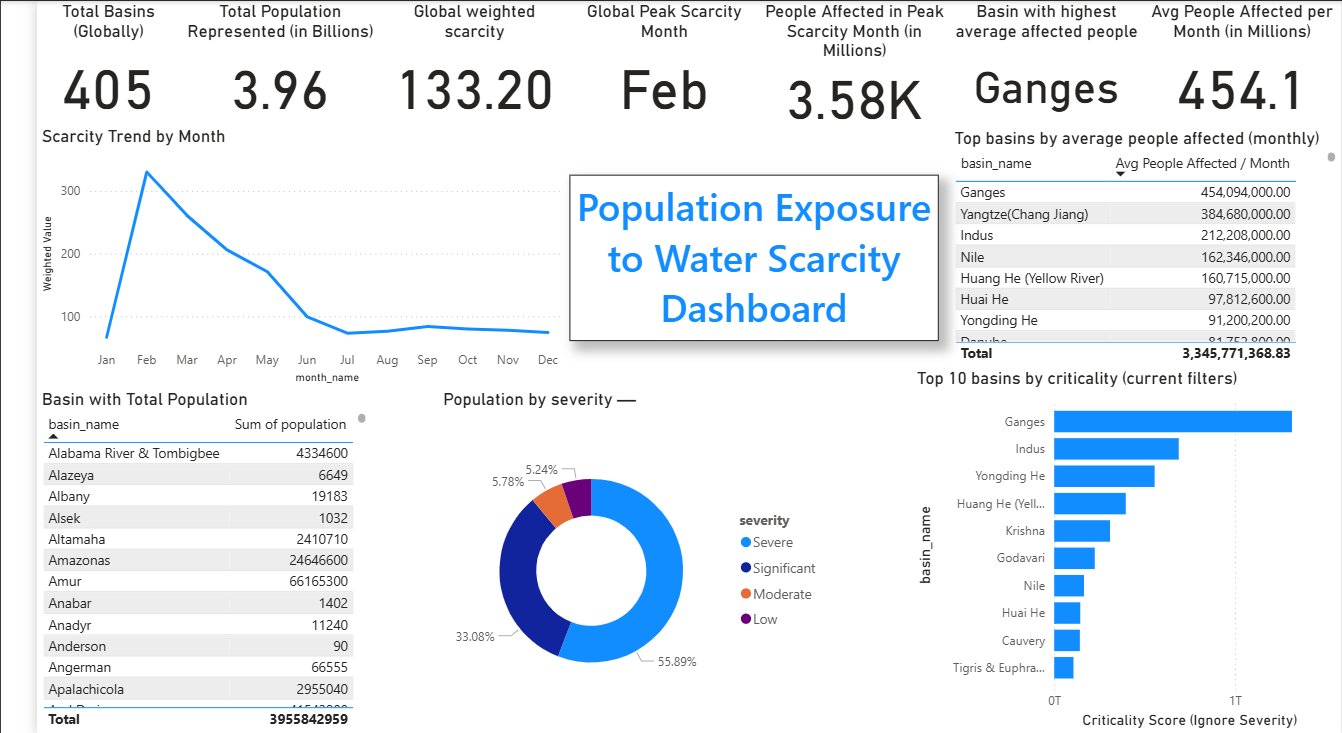 Total Basins
(Globally)
405
Total Population
Represented (in Billions)
3.96
Global weighted
scarcity
133.20
Global Peak Scarcity
Month
Feb
People Affected in Peak
Scarcity Month (in
Millions)
3.58K
Basin with highest
average affected people
Ganges
Avg People Affected per
Month (in Millions)
454.1
Scarcity Trend by Month
Weighted Value
300
200
100
Jan Feb Mar Apr May Jun Jul Aug Sep Oct Nov Dec
month_name
Population Exposure
to Water Scarcity
Dashboard
Top basins by average people affected (monthly)
basin_name Avg People Affected / Month
Ganges 454,094,000.00
Yangtze(Chang Jiang) 384,680,000.00
Indus 212,208,000.00
Nile 162,346,000.00
Huang He (Yellow River) 160,715,000.00
Huai He 97,812,600.00
Yongding He 91,200,200.00
Total 3,345,771,368.83
Basin with Total Population
basin_name Sum of population
Alabama River & Tombigbee 4334600
Alazeya 6649
Albany 19183
Alsek 1032
Altamaha 2410710
Amazonas 24646600
Amur 66165300
Anabar 1402
Anadyr 11240
Anderson 90
Angerman 66555
Apalachicola 2955040
Total 3955842959
Population by severity —
5.24%
5.78%
33.08%
55.89%
severity
Severe
Significant
Moderate
Low
Top 10 basins by criticality (current filters)
basin_name
Ganges
Indus
Yongding He
Huang He (Yell...
Krishna
Godavari
Nile
Huai He
Cauvery
Tigris & Euphra...
0T 1T
Criticality Score (Ignore Severity)